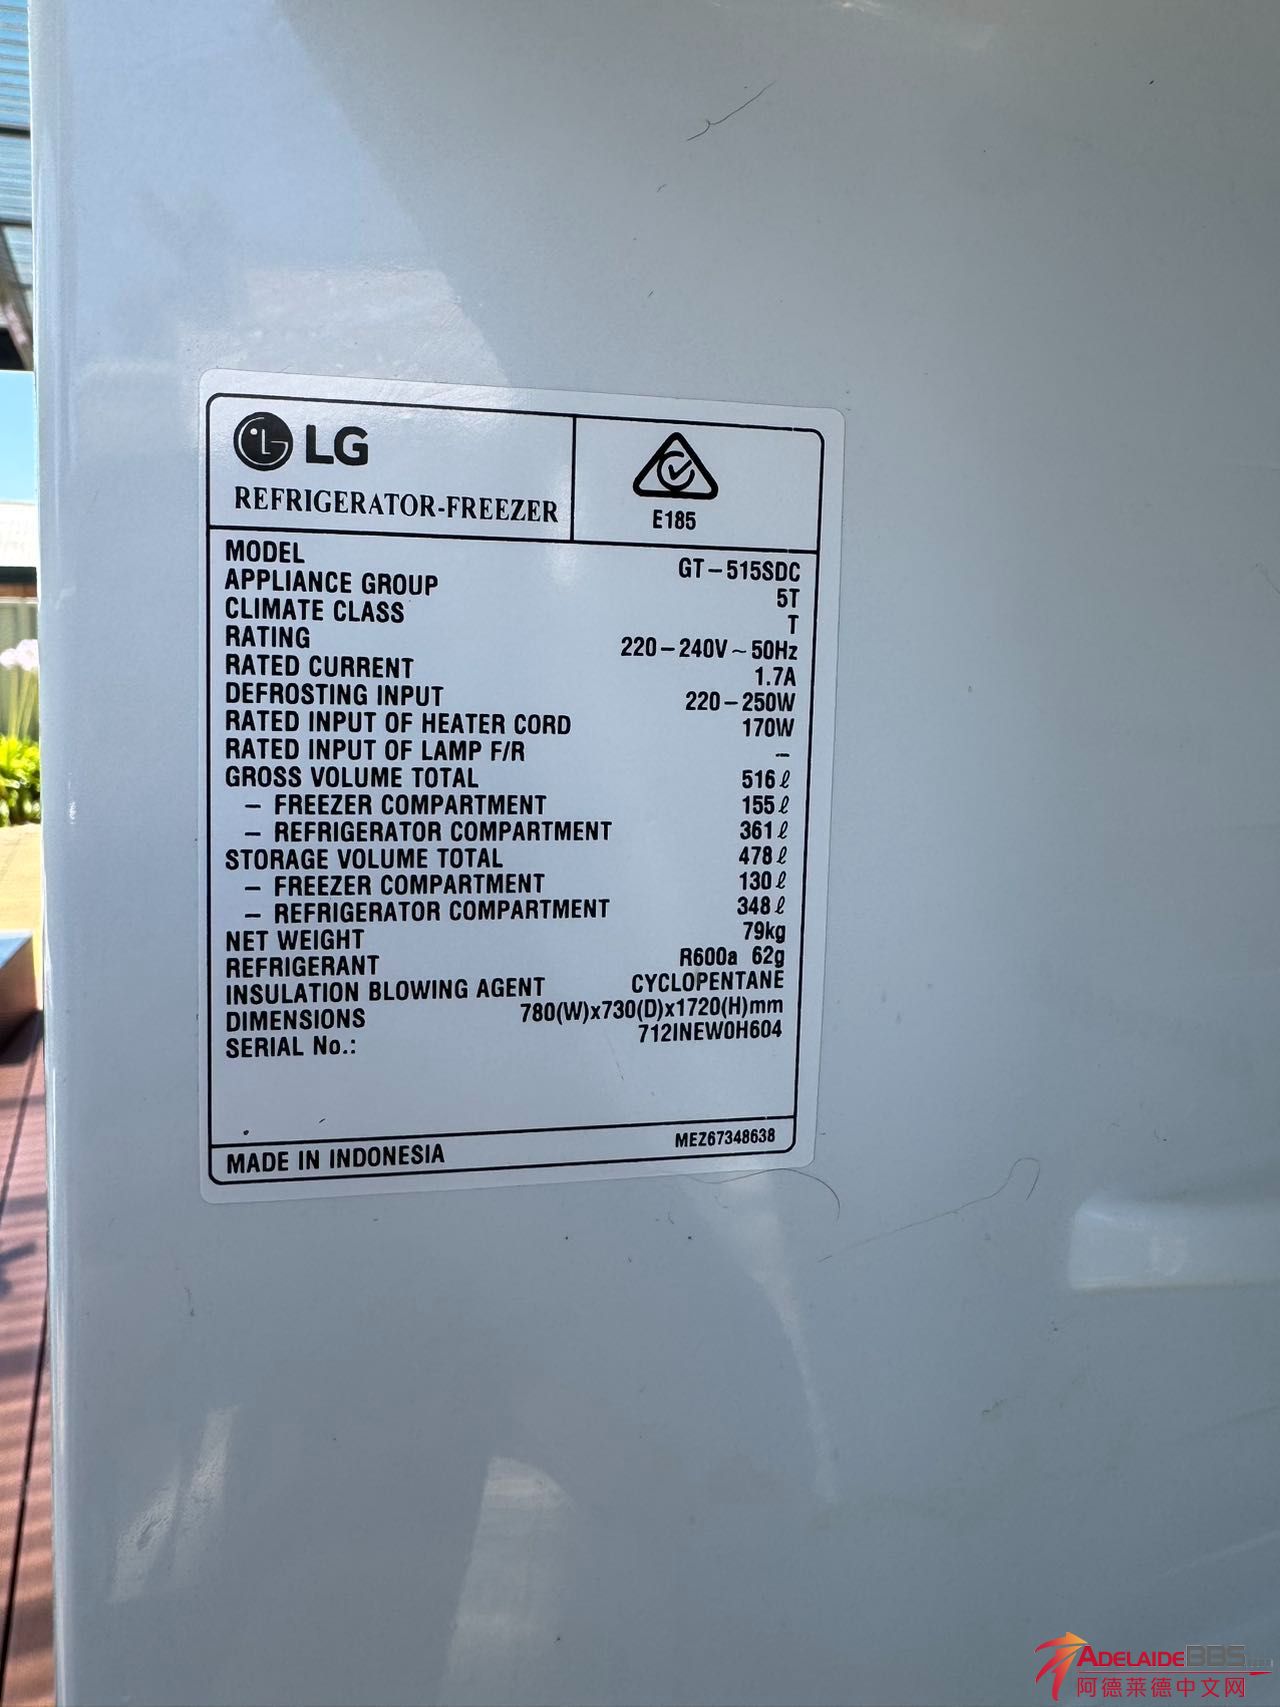 LG
REFRIGERATOR-FREEZER
E185
MODEL GT-515SDC
APPLIANCE GROUP 5T
CLIMATE CLASS T
RATING 220-240V~50Hz
RATED CURRENT 1.7A
DEFROSTING INPUT 220-250W
RATED INPUT OF HEATER CORD 170W
RATED INPUT OF LAMP F/R -
GROSS VOLUME TOTAL 516ℓ
- FREEZER COMPARTMENT 155ℓ
- REFRIGERATOR COMPARTMENT 361ℓ
STORAGE VOLUME TOTAL 478ℓ
- FREEZER COMPARTMENT 130ℓ
- REFRIGERATOR COMPARTMENT 348ℓ
NET WEIGHT 79kg
REFRIGERANT R600a 62g
INSULATION BLOWING AGENT CYCLOPENTANE
DIMENSIONS 780(W)x730(D)x1720(H)mm
SERIAL No.: 712INEW0H604
MADE IN INDONESIA MEZ67348638
ADELAIDEBBS
阿德莱德中文网